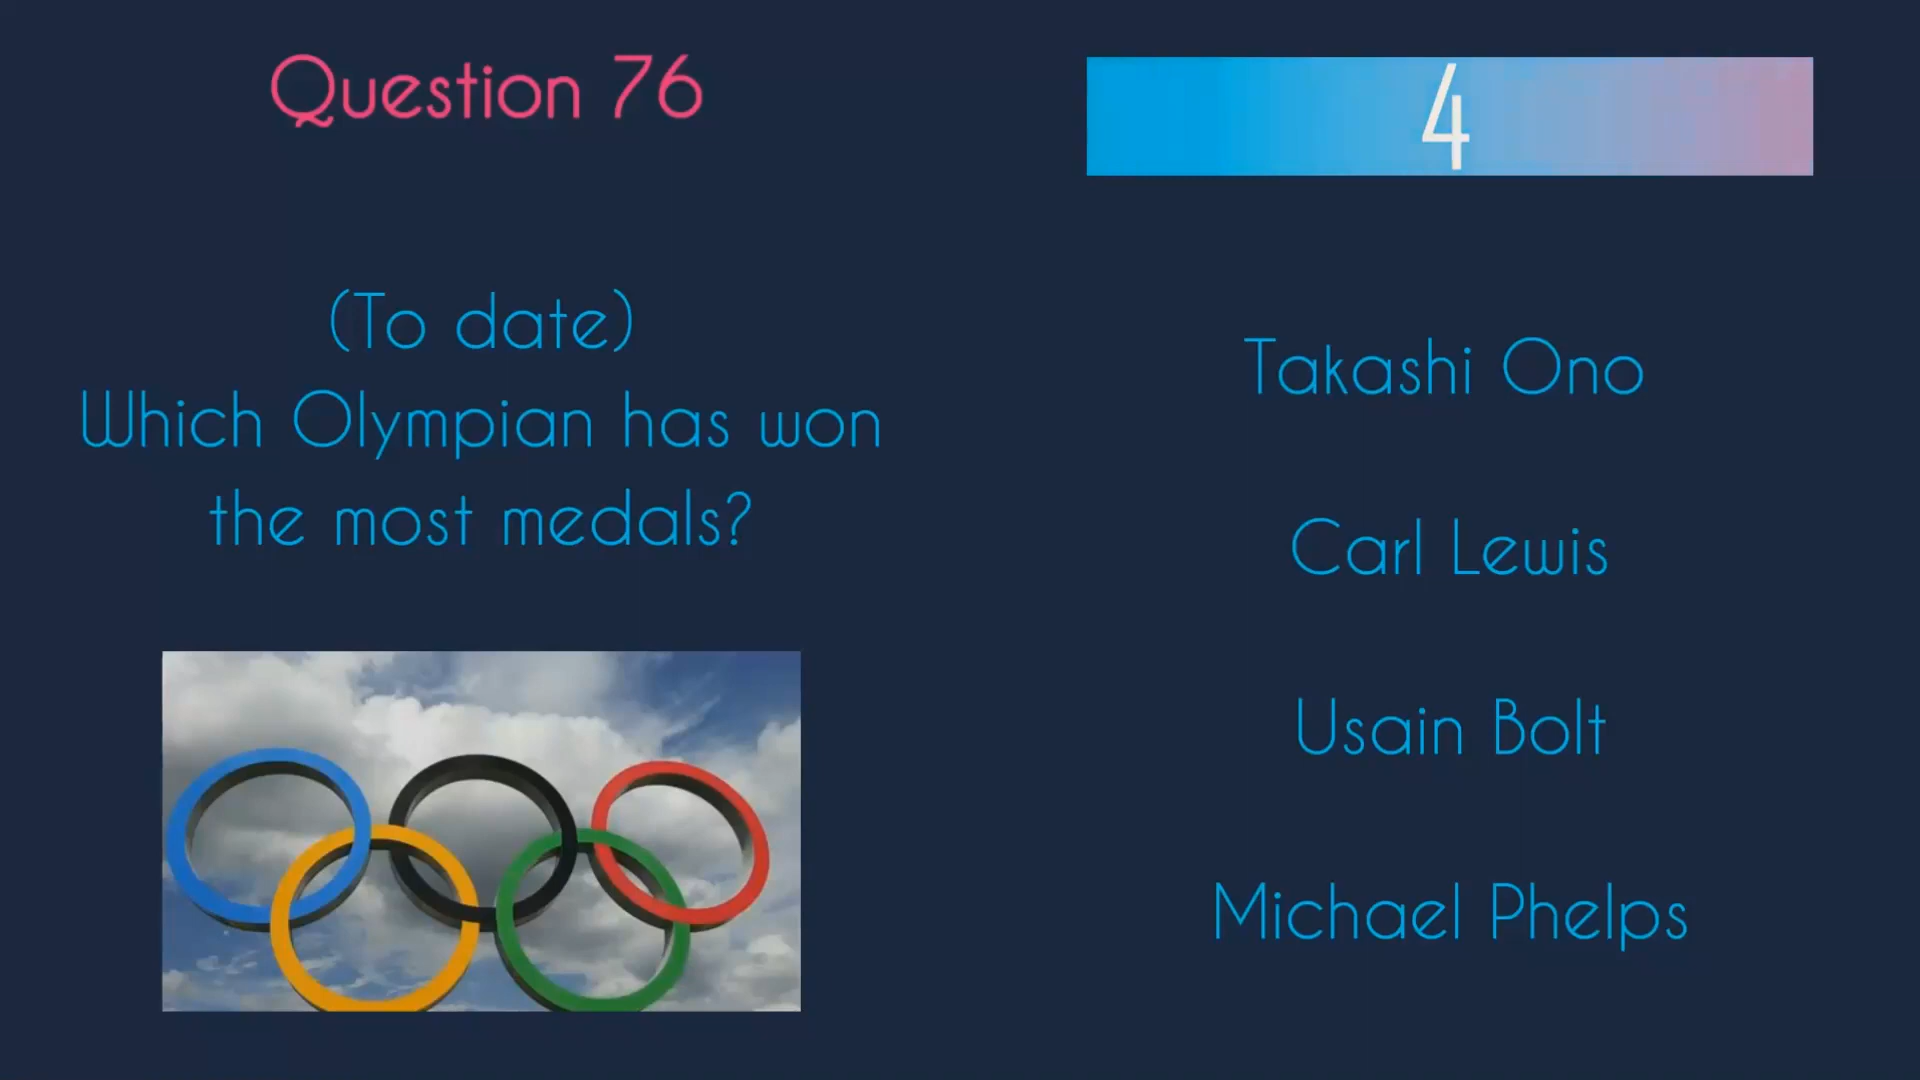 Question 76
4
(To date)
Which Olympian has won
the most medals?
Takashi Ono
Carl Lewis
Usain Bolt
Michael Phelps